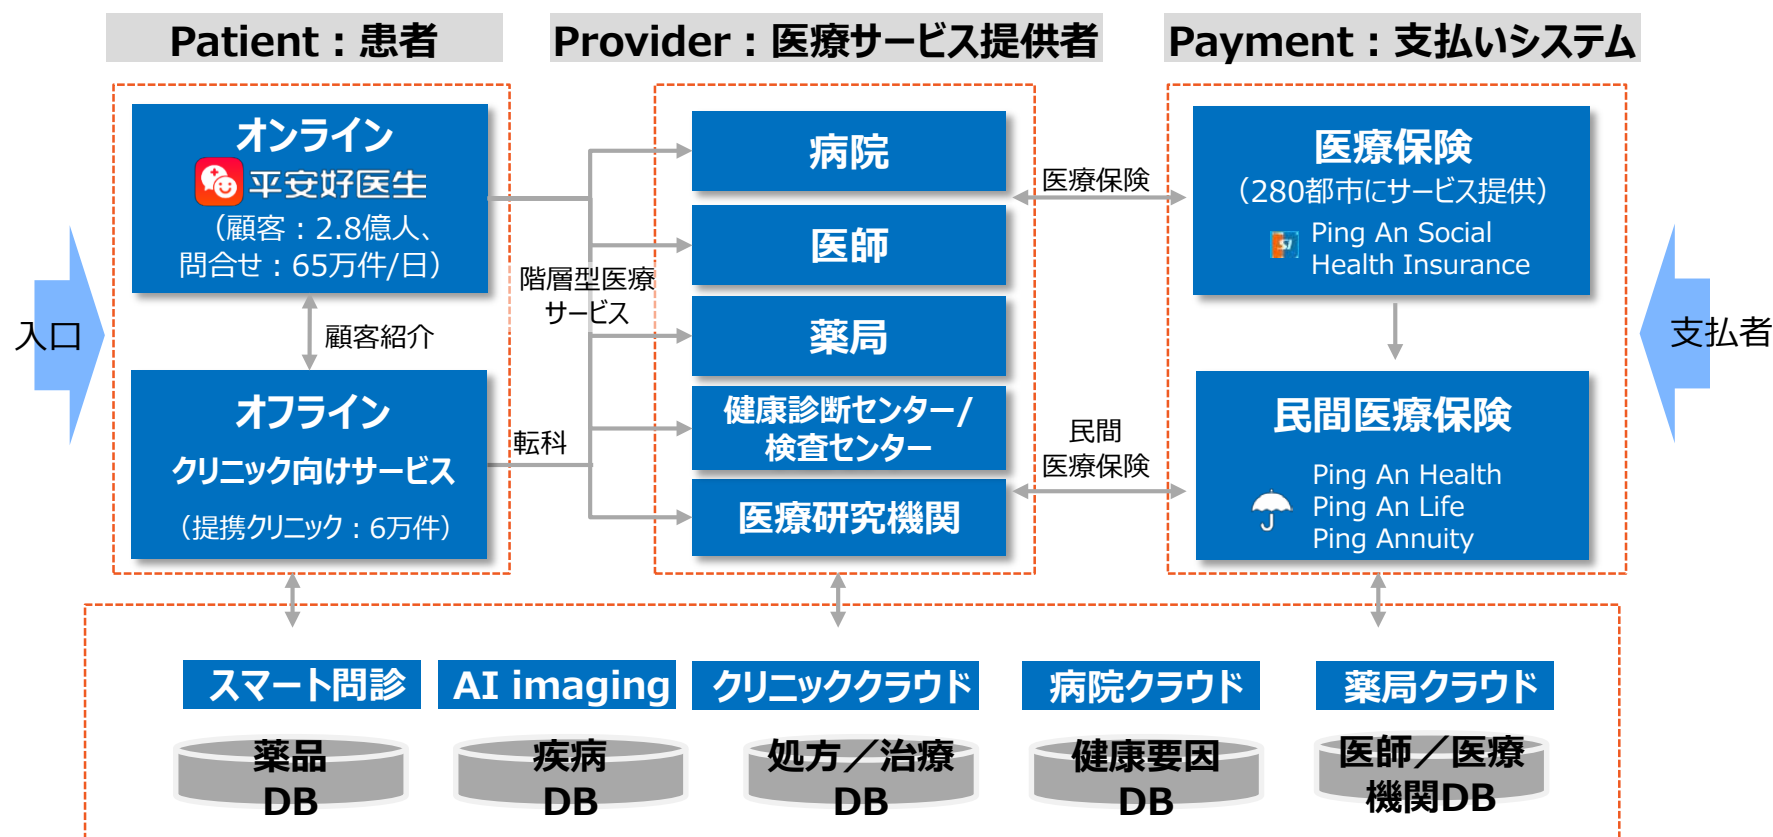 Patient：患者
Provider：医療サービス提供者
Payment：支払いシステム
入口
オンライン
平安好医生
（顧客：2.8億人、
問合せ：65万件/日）
顧客紹介
オフライン
クリニック向けサービス
（提携クリニック：6万件）
階層型医療
サービス
転科
病院
医師
薬局
健康診断センター/
検査センター
医療研究機関
医療保険
民間
医療保険
医療保険
（280都市にサービス提供）
SI
Ping An Social
Health Insurance
民間医療保険
Ping An Health
Ping An Life
Ping Annuity
支払者
スマート問診
AI imaging
クリニッククラウド
病院クラウド
薬局クラウド
薬品
DB
疾病
DB
処方／治療
DB
健康要因
DB
医師／医療
機関DB